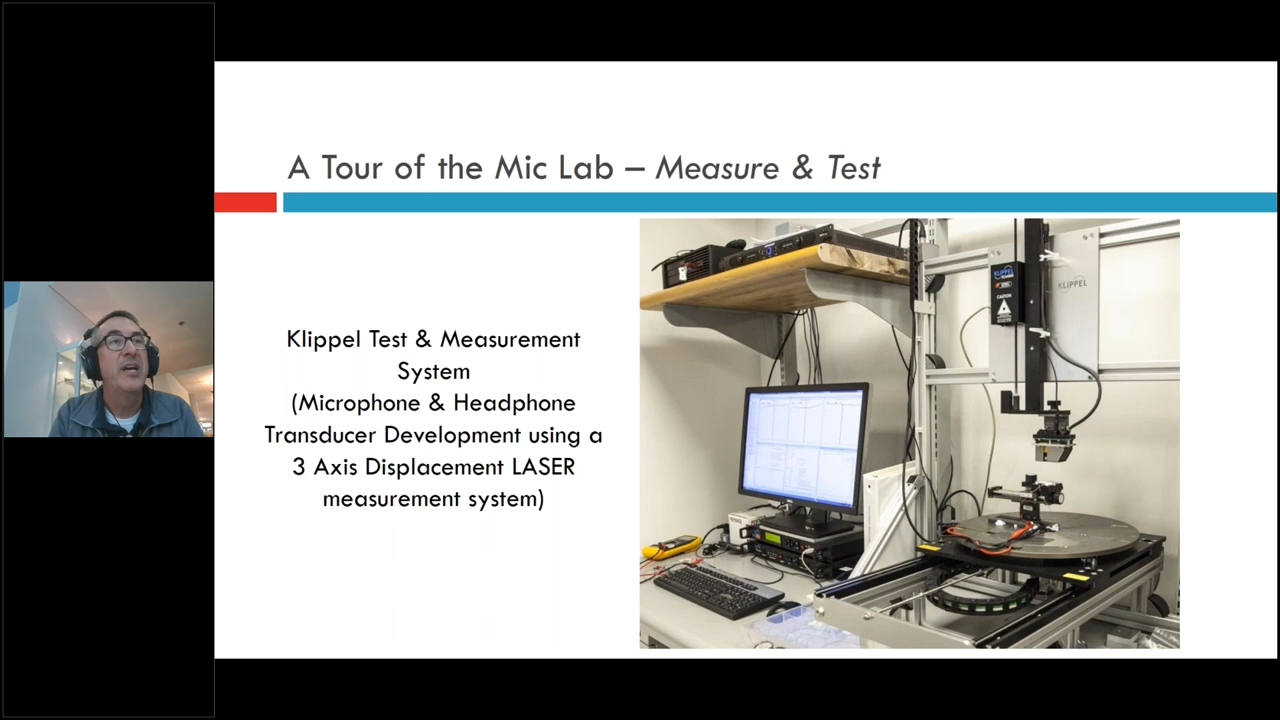 A Tour of the Mic Lab – Measure & Test
Klippel Test & Measurement
System
(Microphone & Headphone
Transducer Development using a
3 Axis Displacement LASER
measurement system)
KLIPPEL
CAUTION
KLIPPEL